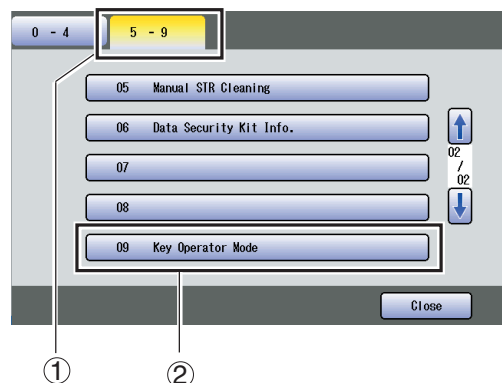 0 - 4
5 - 9
05 Manual STR Cleaning
06 Data Security Kit Info.
07
08
09 Key Operator Mode
02
/
02
Close
① ②